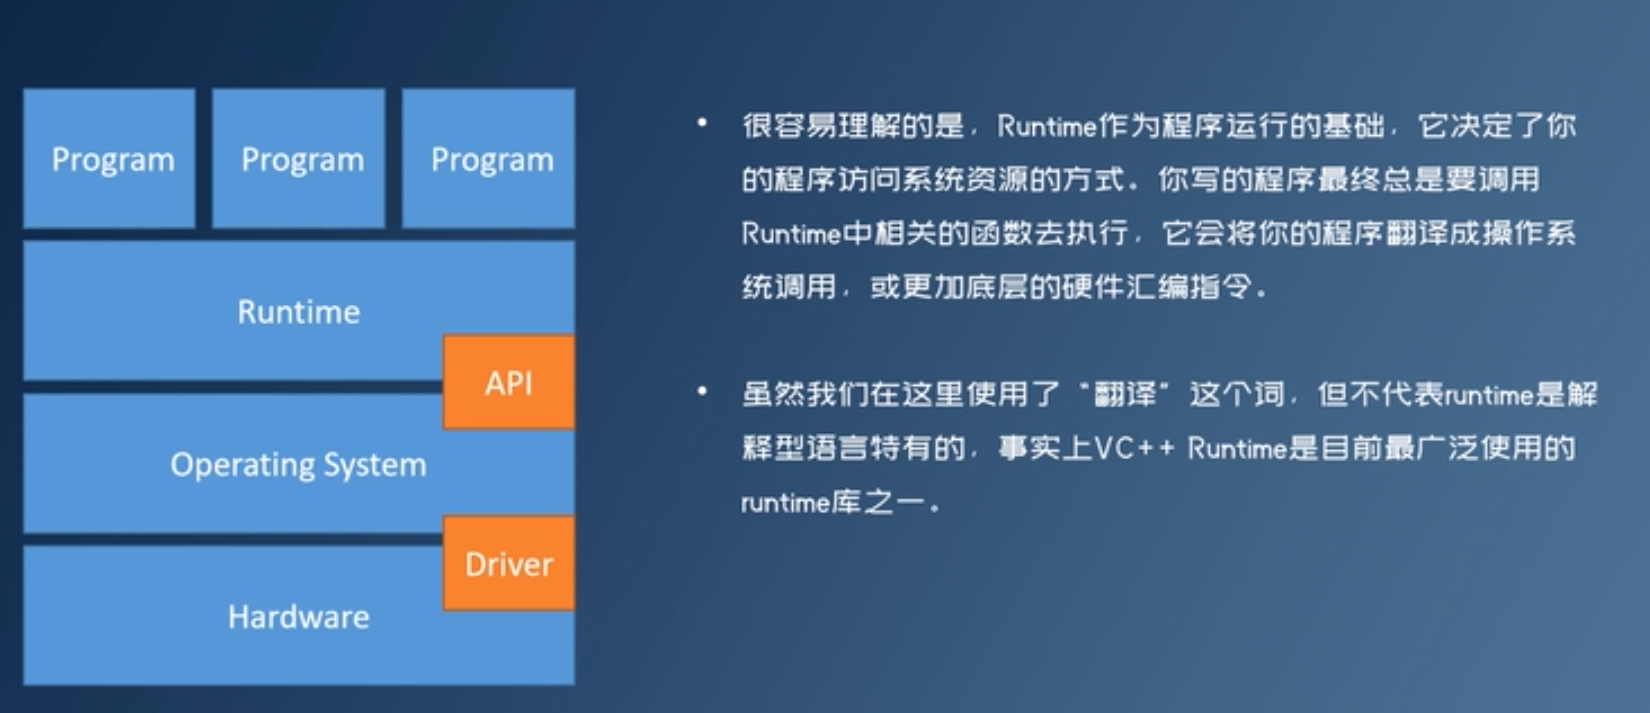 Program
Program
Program
Runtime
API
Operating System
Driver
Hardware
• 很容易理解的是，Runtime作为程序运行的基础，它决定了你
的程序访问系统资源的方式。你写的程序最终总是要调用
Runtime中相关的函数去执行，它会将你的程序翻译成操作系
统调用，或更加底层的硬件汇编指令。
• 虽然我们在这里使用了“翻译”这个词，但不代表runtime是解
释型语言特有的，事实上VC++ Runtime是目前最广泛使用的
runtime库之一。